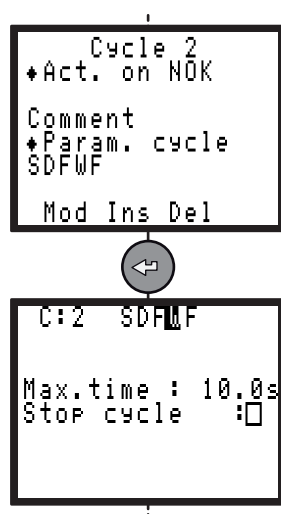 Cycle 2
♦Act. on NOK
Comment
♦Param. cycle
SDFWF
Mod Ins Del
C:2 SDFWF
Max.time : 10.0s
Stop cycle :□